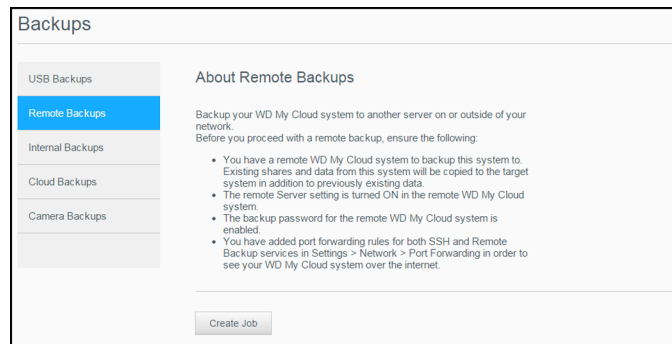 Backups
USB Backups
Remote Backups
Internal Backups
Cloud Backups
Camera Backups
About Remote Backups
Backup your WD My Cloud system to another server on or outside of your
network.
Before you proceed with a remote backup, ensure the following:
• You have a remote WD My Cloud system to backup this system to.
Existing shares and data from this system will be copied to the target
system in addition to previously existing data.
• The remote Server setting is turned ON in the remote WD My Cloud
system.
• The backup password for the remote WD My Cloud system is
enabled.
• You have added port forwarding rules for both SSH and Remote
Backup services in Settings > Network > Port Forwarding in order to
see your WD My Cloud system over the internet.
Create Job